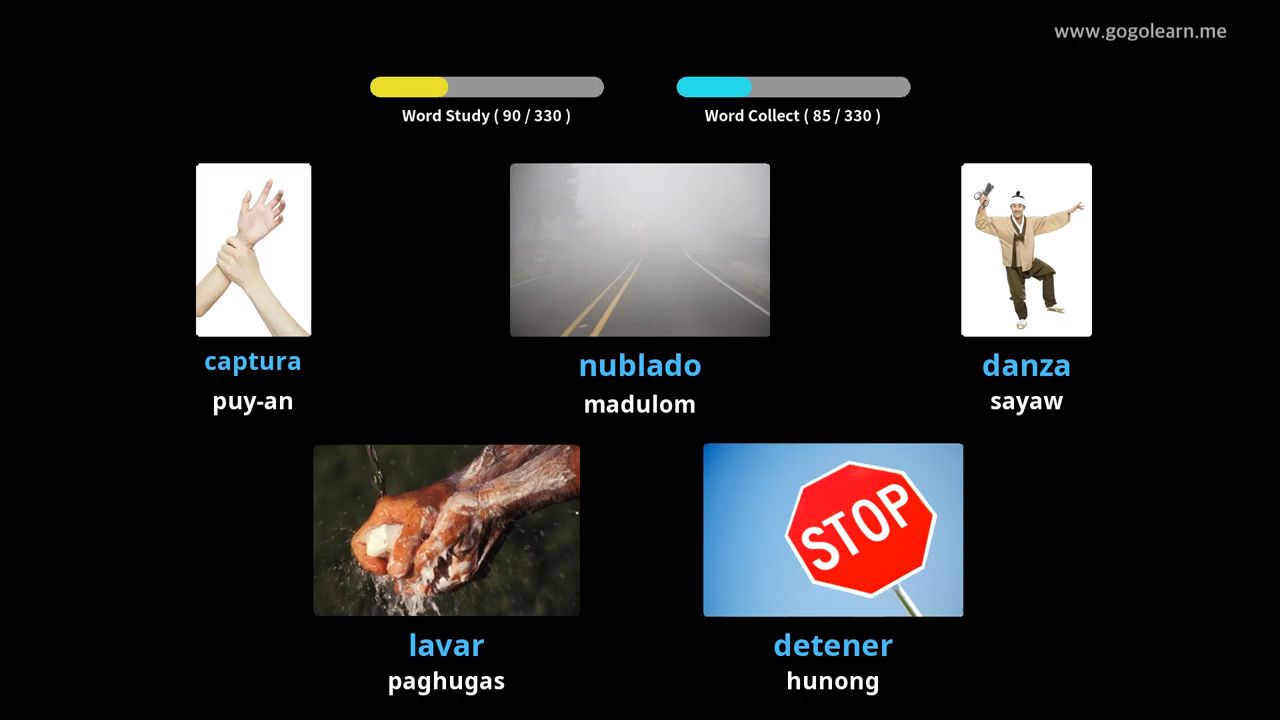 www.gogolearn.me
Word Study ( 90 / 330 )
Word Collect ( 85 / 330 )
captura
puy-an
nublado
madulom
danza
sayaw
STOP
lavar
paghugas
detener
hunong